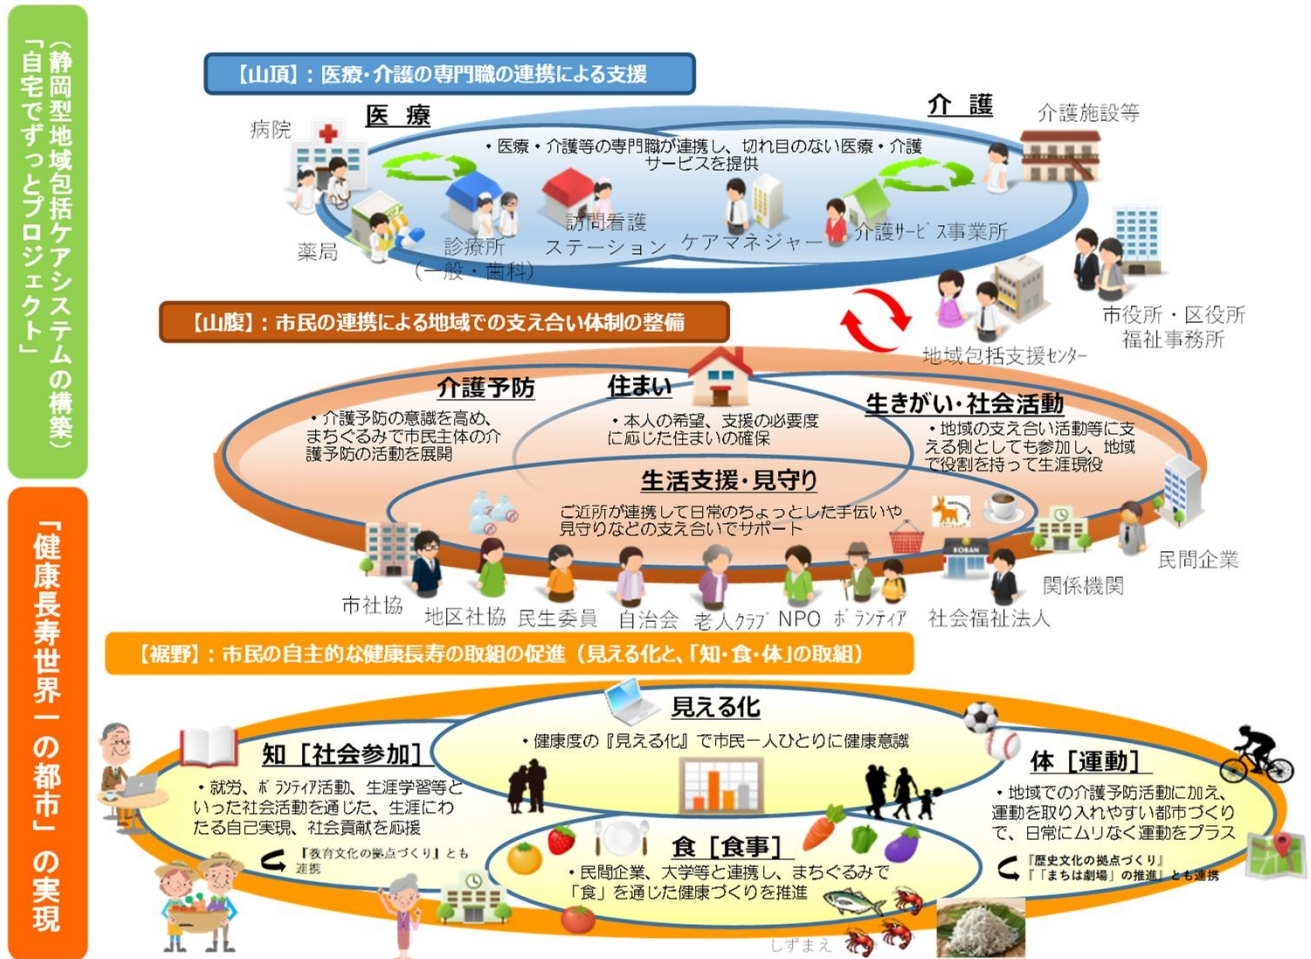 （静岡型地域包括ケアシステムの構築）
「自宅でずっとプロジェクト」
【山頂】：医療・介護の専門職の連携による支援
医 療
介 護
病院
介護施設等
・医療・介護等の専門職が連携し、切れ目のない医療・介護
サービスを提供
薬局
診療所
（一般・歯科）
訪問看護
ステーション
ケアマネジャー
介護ｻｰﾋﾞｽ事業所
市役所・区役所
福祉事務所
地域包括支援ｾﾝﾀｰ
【山腹】：市民の連携による地域での支え合い体制の整備
介護予防
・介護予防の意識を高め、
まちぐるみで市民主体の介
護予防の活動を展開
住まい
・本人の希望、支援の必要度
に応じた住まいの確保
生きがい・社会活動
・地域の支え合い活動等に支
える側としても参加し、地域
で役割を持って生涯現役
生活支援・見守り
ご近所が連携して日常のちょっとした手伝いや
見守りなどの支え合いでサポート
KOBAN
市社協
地区社協
民生委員
自治会
老人ｸﾗﾌﾞ
NPO
ﾎﾞﾗﾝﾃｨｱ
社会福祉法人
関係機関
民間企業
「健康長寿世界一の都市」の実現
【裾野】：市民の自主的な健康長寿の取組の促進（見える化と、「知・食・体」の取組）
見える化
・健康度の『見える化』で市民一人ひとりに健康意識
知［社会参加］
・就労、ﾎﾞﾗﾝﾃｨｱ活動、生涯学習等と
いった社会活動を通じた、生涯にわ
たる自己実現、社会貢献を応援
『教育文化の拠点づくり』とも
連携
体［運動］
・地域での介護予防活動に加え、
運動を取り入れやすい都市づくり
で、日常にムリなく運動をプラス
『歴史文化の拠点づくり』
『「まちは劇場」の推進』とも連携
食［食事］
・民間企業、大学等と連携し、まちぐるみで
「食」を通じた健康づくりを推進
しずまえ